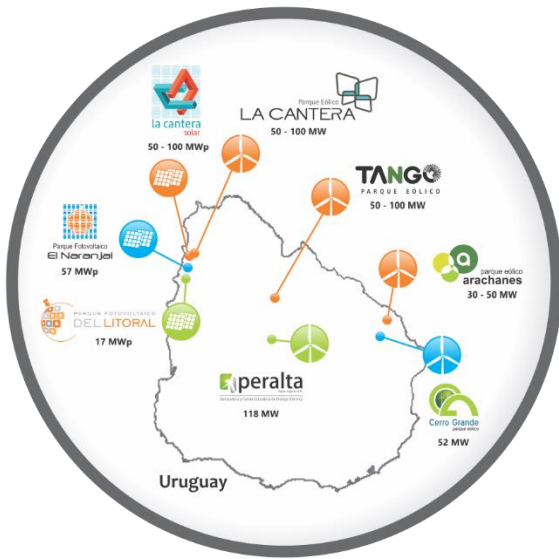 la cantera
solar
50 - 100 MWp
Parque Eólico
LA CANTERA
50 - 100 MW
TANGO
PARQUE EÓLICO
50 - 100 MW
Parque Fotovoltaico
El Naranjal
57 MWp
parque eólico
arachanes
30 - 50 MW
PARQUE FOTOVOLTAICO
DEL LITORAL
17 MWp
peralta
118 MW
Cerro Grande
parque eólico
52 MW
Uruguay